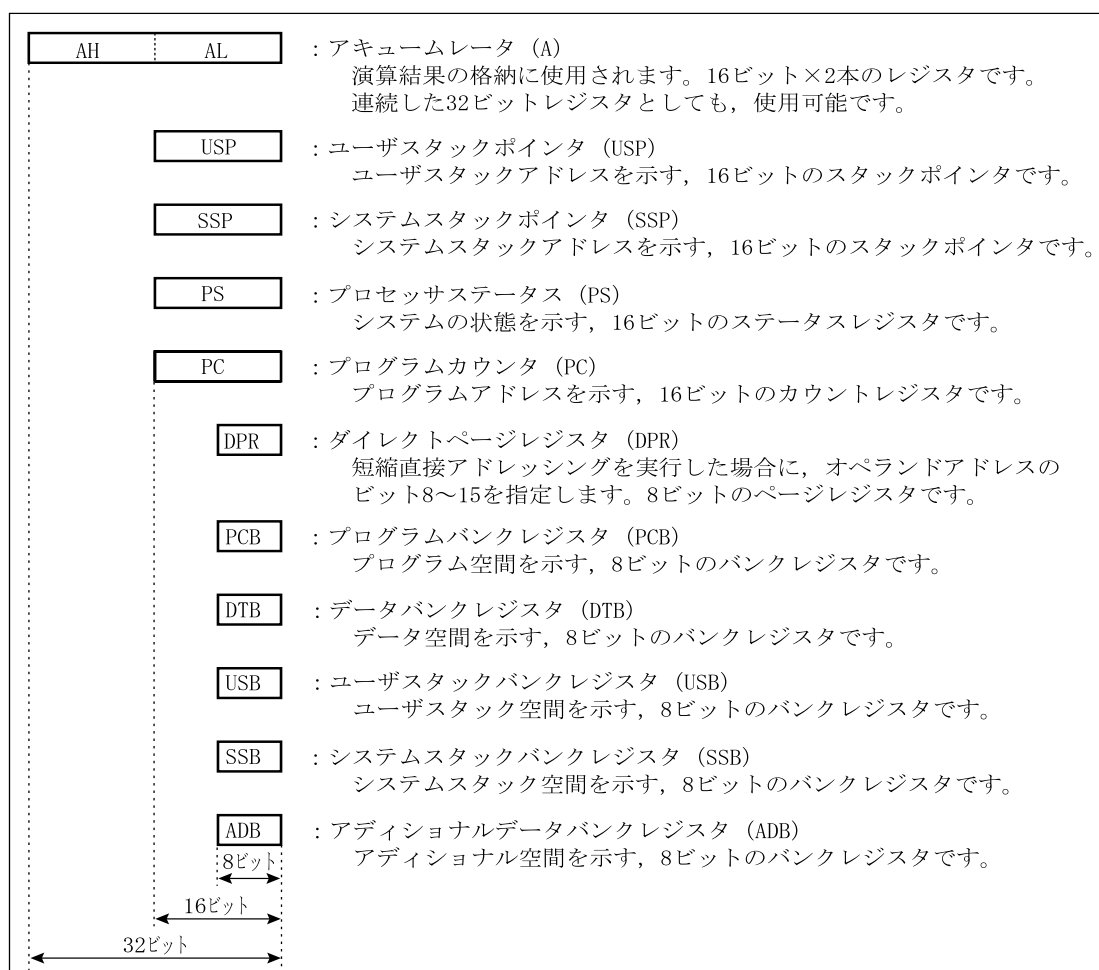 AH AL :アキュームレータ (A)
演算結果の格納に使用されます。16ビット×2本のレジスタです。
連続した32ビットレジスタとしても, 使用可能です。
USP :ユーザスタックポインタ (USP)
ユーザスタックアドレスを示す, 16ビットのスタックポインタです。
SSP :システムスタックポインタ (SSP)
システムスタックアドレスを示す, 16ビットのスタックポインタです。
PS :プロセッサステータス (PS)
システムの状態を示す, 16ビットのステータスレジスタです。
PC :プログラムカウンタ (PC)
プログラムアドレスを示す, 16ビットのカウントレジスタです。
DPR :ダイレクトページレジスタ (DPR)
短縮直接アドレッシングを実行した場合に, オペランドアドレスの
ビット8～15を指定します。8ビットのページレジスタです。
PCB :プログラムバンクレジスタ (PCB)
プログラム空間を示す, 8ビットのバンクレジスタです。
DTB :データバンクレジスタ (DTB)
データ空間を示す, 8ビットのバンクレジスタです。
USB :ユーザスタックバンクレジスタ (USB)
ユーザスタック空間を示す, 8ビットのバンクレジスタです。
SSB :システムスタックバンクレジスタ (SSB)
システムスタック空間を示す, 8ビットのバンクレジスタです。
ADB :アディショナルデータバンクレジスタ (ADB)
アディショナル空間を示す, 8ビットのバンクレジスタです。
8ビット
16ビット
32ビット